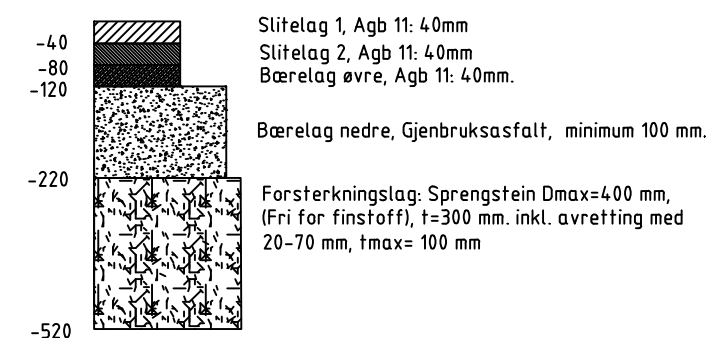 Slitelag 1, Agb 11: 40mm
-40
Slitelag 2, Agb 11: 40mm
-80
Bærelag øvre, Agb 11: 40mm.
-120
Bærelag nedre, Gjenbruksasfalt, minimum 100 mm.
-220
Forsterkningslag: Sprengstein Dmax=400 mm,
(Fri for finstoff), t=300 mm. inkl. avretting med
20-70 mm, tmax= 100 mm
-520